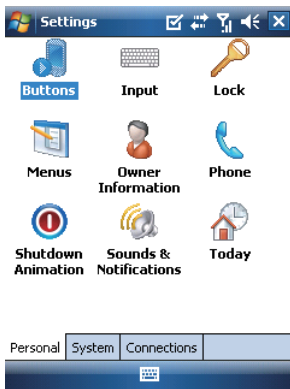 Settings
Buttons Input Lock
Menus Owner Phone
Information
Shutdown Sounds & Today
Animation Notifications
Personal System Connections